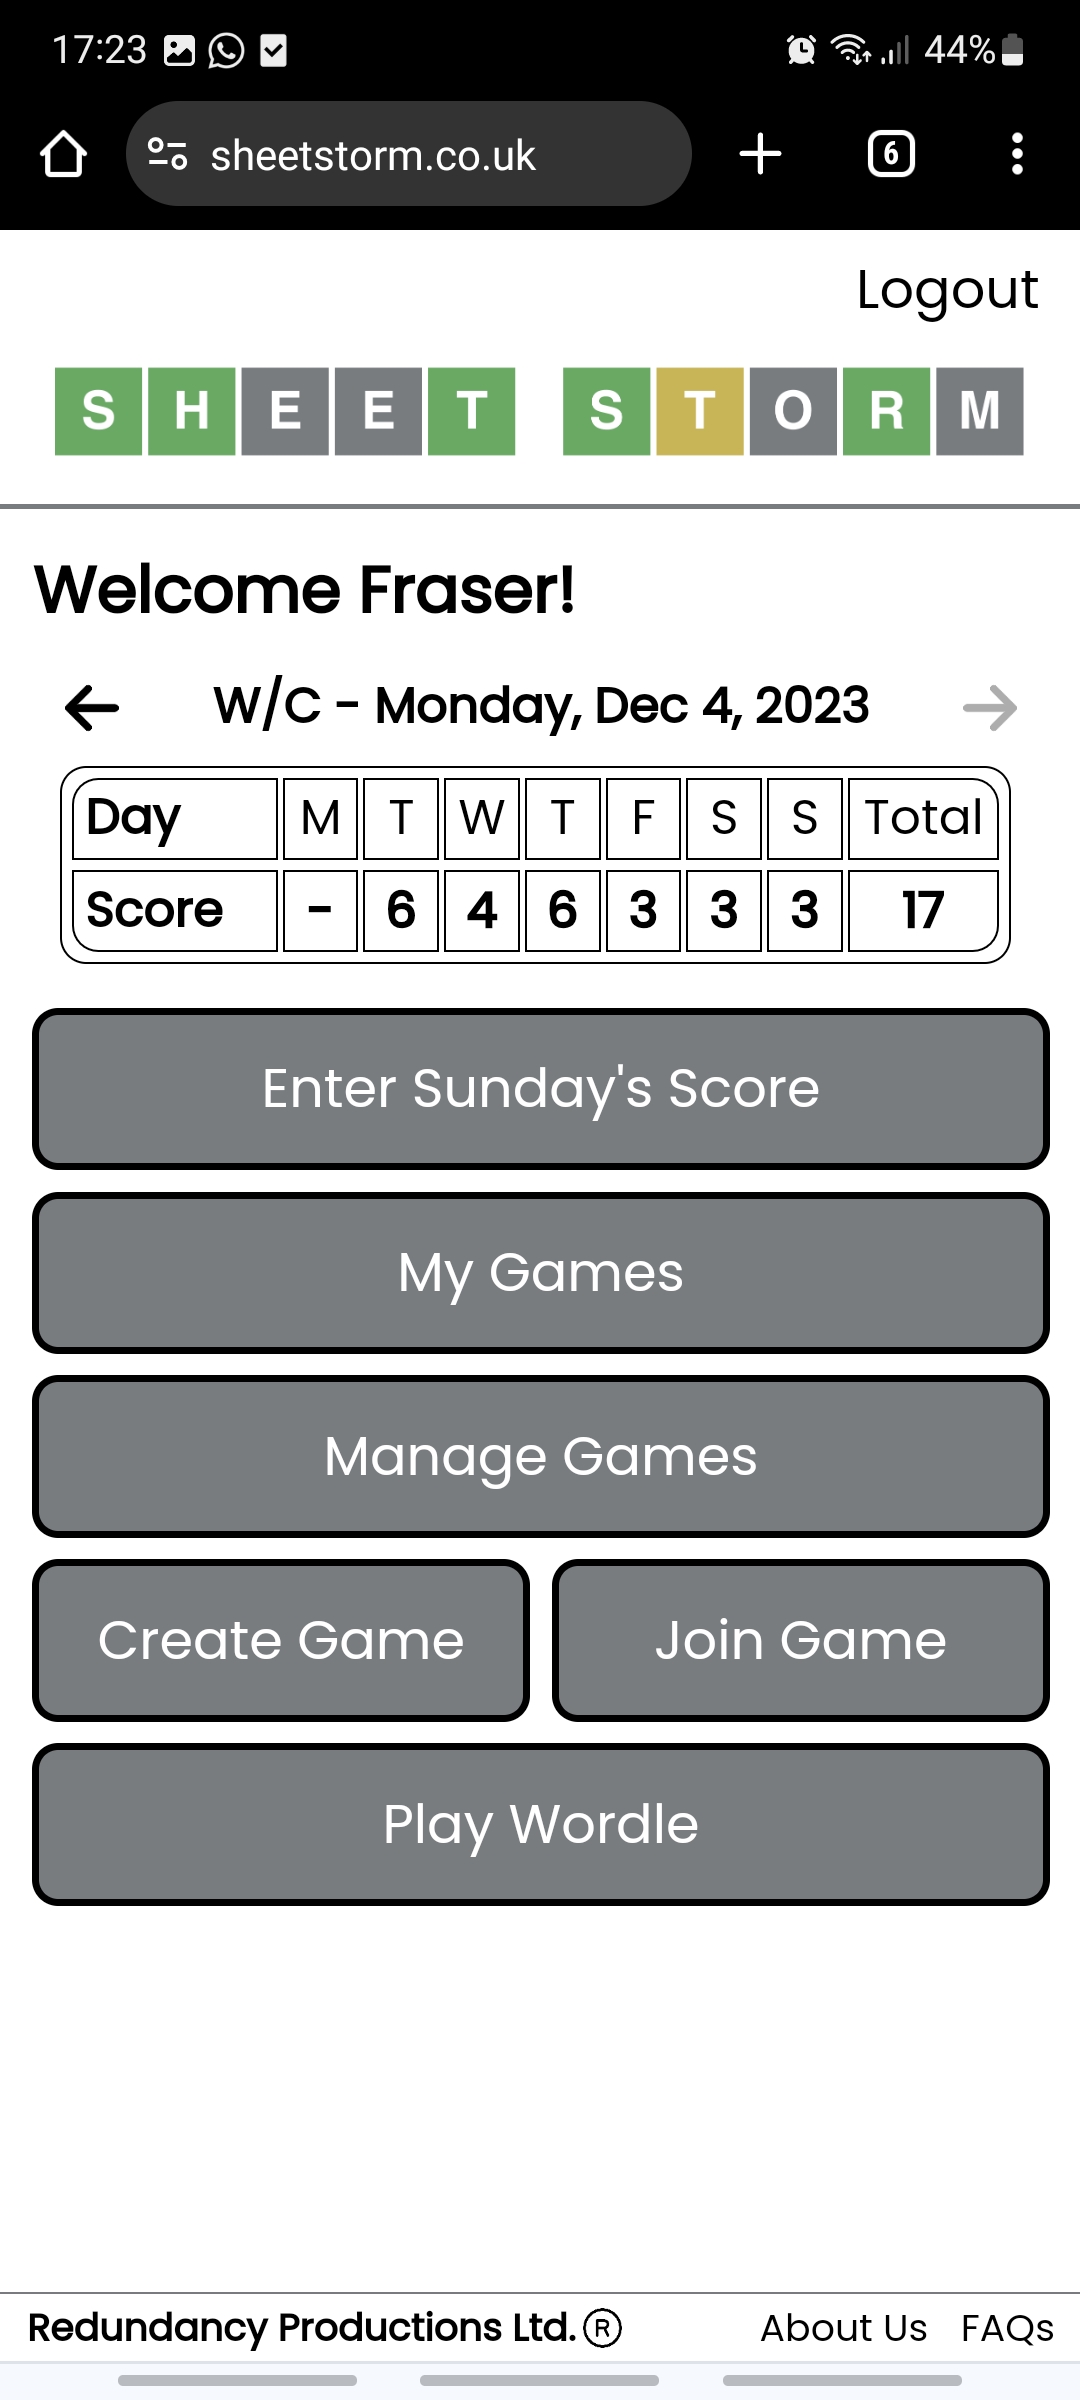 17:23 44%
sheetstorm.co.uk 6
Logout
SHEET STORM
Welcome Fraser!
← W/C - Monday, Dec 4, 2023 →
Day M T W T F S S Total
Score - 6 4 6 3 3 3 17
Enter Sunday's Score
My Games
Manage Games
Create Game Join Game
Play Wordle
Redundancy Productions Ltd.® About Us FAQs